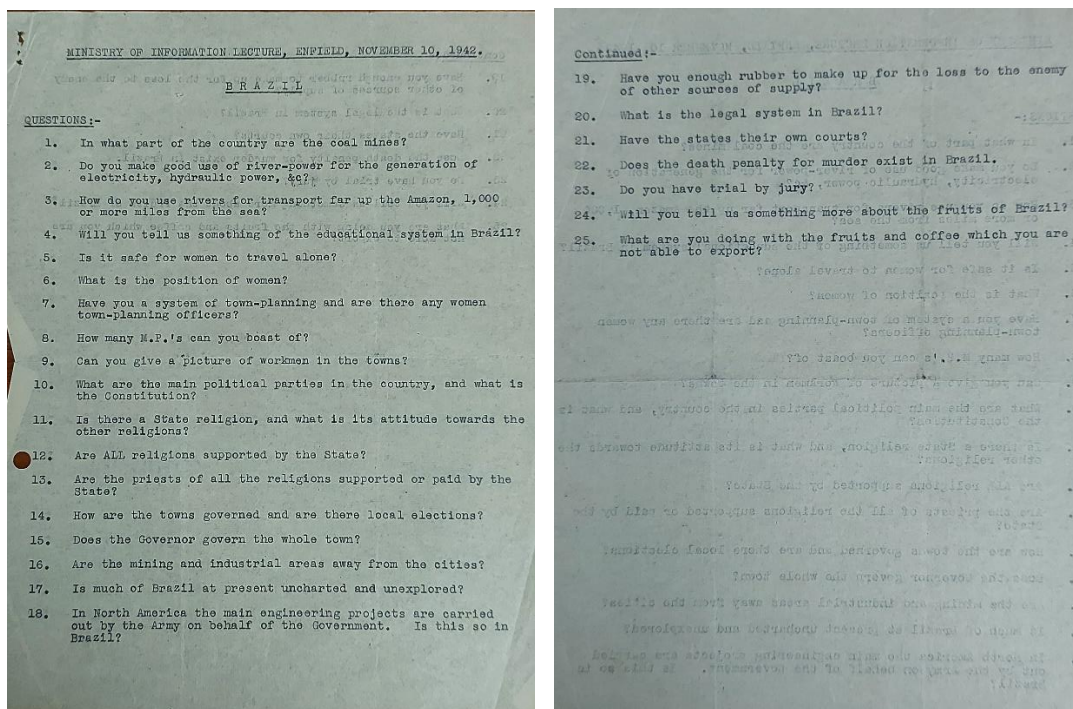 MINISTRY OF INFORMATION LECTURE, ENFIELD, NOVEMBER 10, 1942.
BRAZIL
QUESTIONS:-
1. In what part of the country are the coal mines?
2. Do you make good use of river-power for the generation of
electricity, hydraulic power, &c?
3. How do you use rivers for transport far up the Amazon, 1,000
or more miles from the sea?
4. Will you tell us something of the educational system in Brazil?
5. Is it safe for women to travel alone?
6. What is the position of women?
7. Have you a system of town-planning and are there any women
town-planning officers?
8. How many M.P.'s can you boast of?
9. Can you give a picture of workmen in the towns?
10. What are the main political parties in the country, and what is
the Constitution?
11. Is there a State religion, and what is its attitude towards the
other religions?
12. Are ALL religions supported by the State?
13. Are the priests of all the religions supported or paid by the
State?
14. How are the towns governed and are there local elections?
15. Does the Governor govern the whole town?
16. Are the mining and industrial areas away from the cities?
17. Is much of Brazil at present uncharted and unexplored?
18. In North America the main engineering projects are carried
out by the Army on behalf of the Government. Is this so in
Brazil?
Continued:-
19. Have you enough rubber to make up for the loss to the enemy
of other sources of supply?
20. What is the legal system in Brazil?
21. Have the states their own courts?
22. Does the death penalty for murder exist in Brazil.
23. Do you have trial by jury?
24. Will you tell us something more about the fruits of Brazil?
25. What are you doing with the fruits and coffee which you are
not able to export?